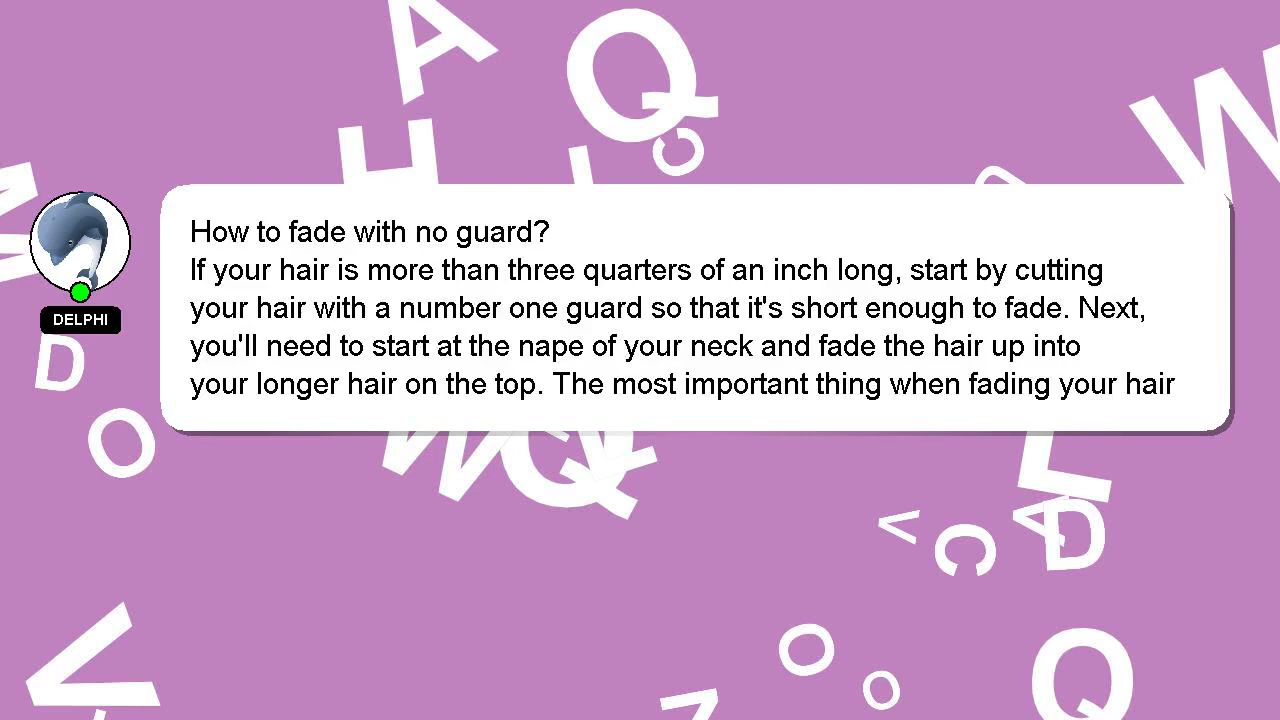 How to fade with no guard?
If your hair is more than three quarters of an inch long, start by cutting
your hair with a number one guard so that it's short enough to fade. Next,
you'll need to start at the nape of your neck and fade the hair up into
your longer hair on the top. The most important thing when fading your hair
DELPHI